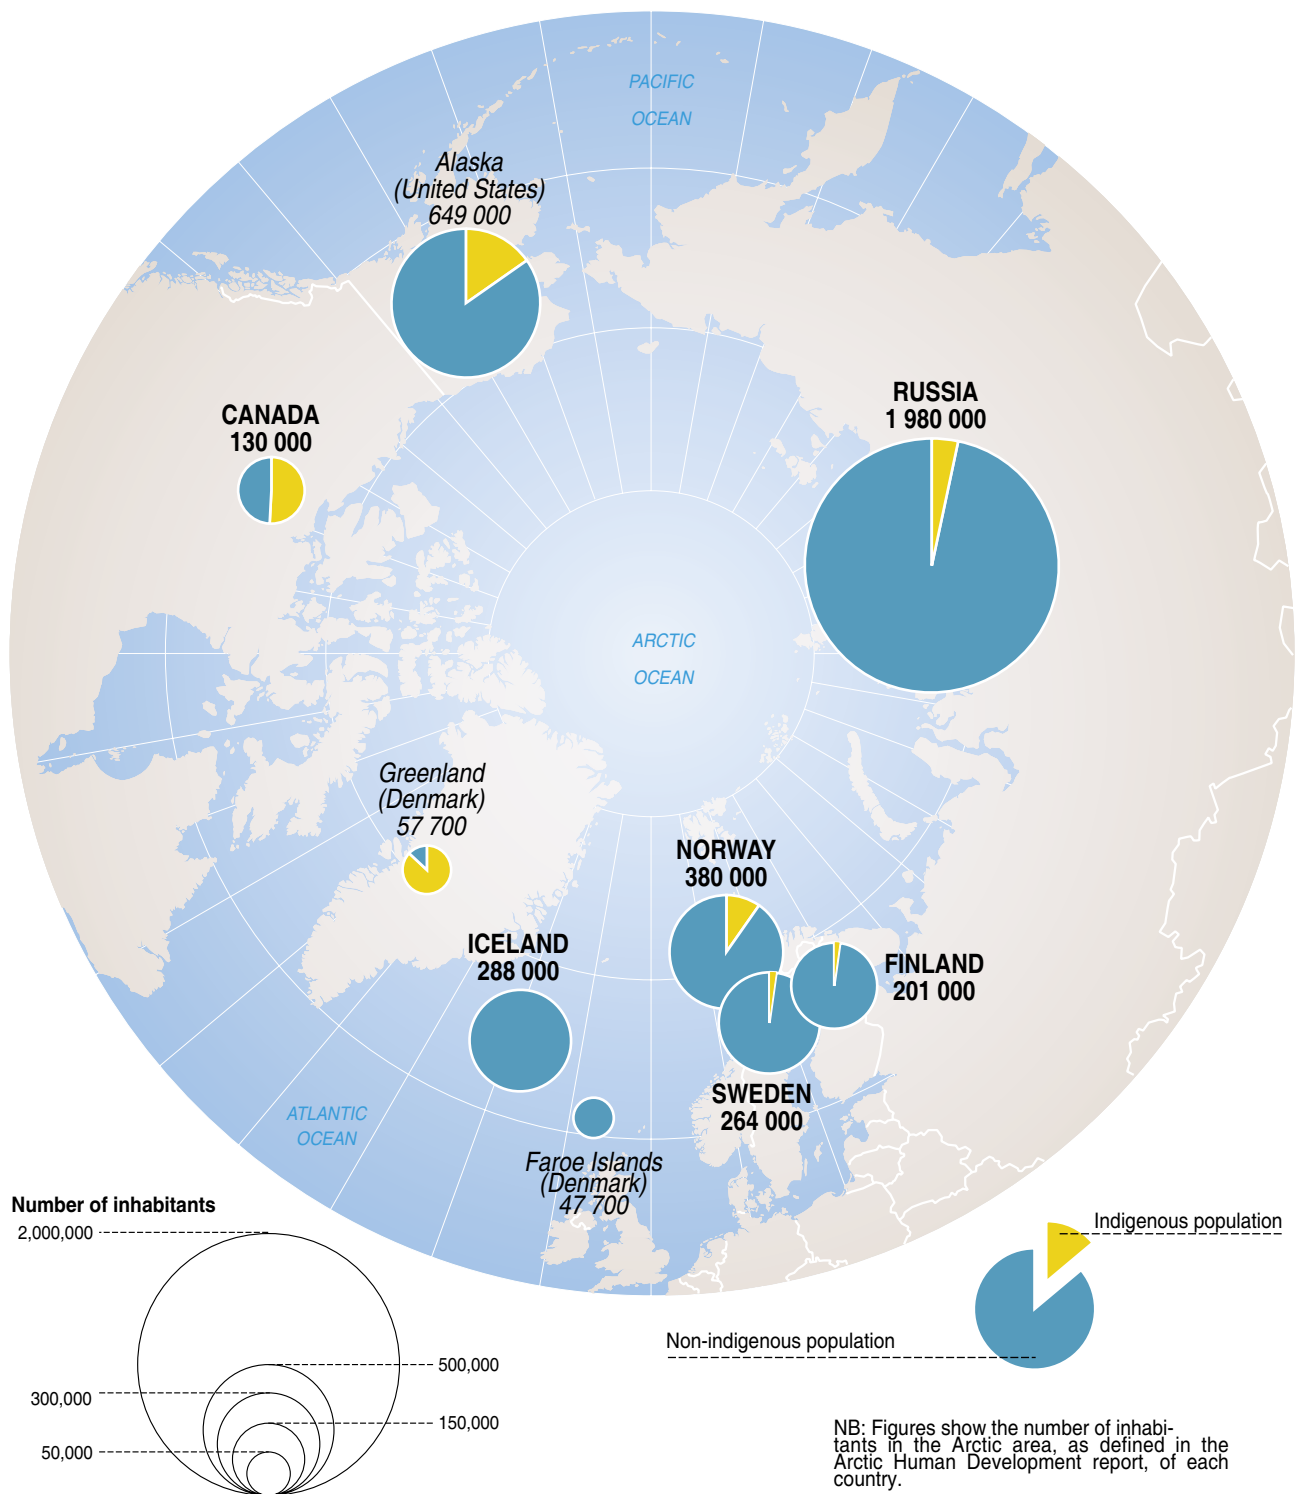 PACIFIC
OCEAN
Alaska
(United States)
649 000
RUSSIA
1 980 000
CANADA
130 000
ARCTIC
OCEAN
Greenland
(Denmark)
57 700
NORWAY
380 000
ICELAND
288 000
FINLAND
201 000
SWEDEN
264 000
ATLANTIC
OCEAN
Faroe Islands
(Denmark)
47 700
Number of inhabitants
2,000,000
500,000
300,000
150,000
50,000
Indigenous population
Non-indigenous population
NB: Figures show the number of inhabi-
tants in the Arctic area, as defined in the
Arctic Human Development report, of each
country.